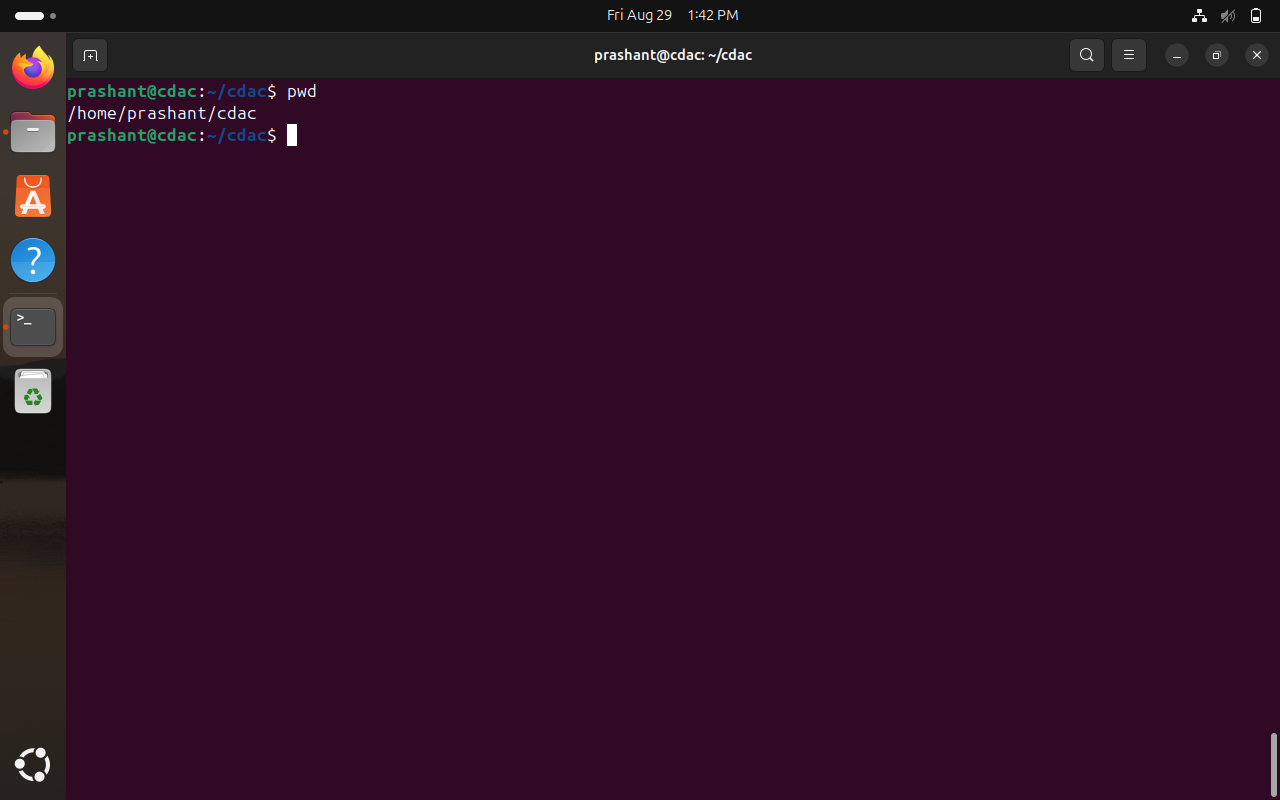 Fri Aug 29 1:42 PM
prashant@cdac: ~/cdac
prashant@cdac:~/cdac$ pwd
/home/prashant/cdac
prashant@cdac:~/cdac$